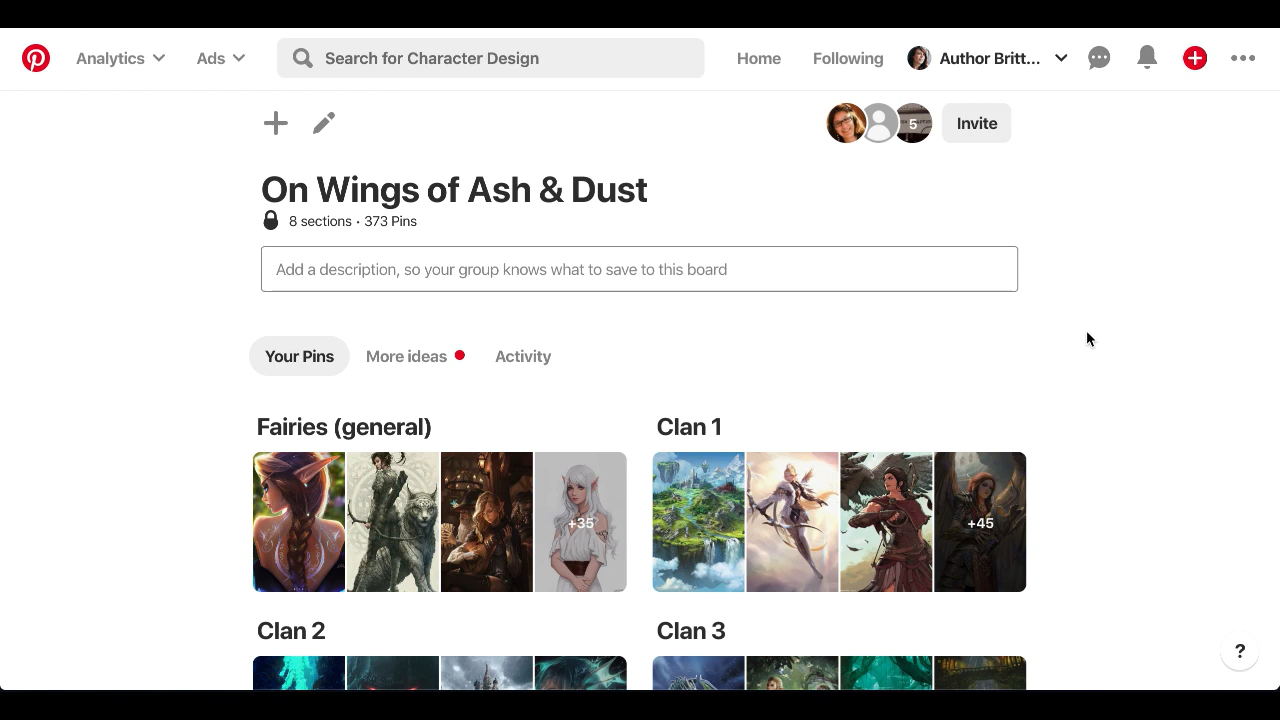 Analytics Ads Search for Character Design Home Following Author Britt...
5 Invite
On Wings of Ash & Dust
8 sections · 373 Pins
Add a description, so your group knows what to save to this board
Your Pins More ideas Activity
Fairies (general) Clan 1
+35 +45
Clan 2 Clan 3
?